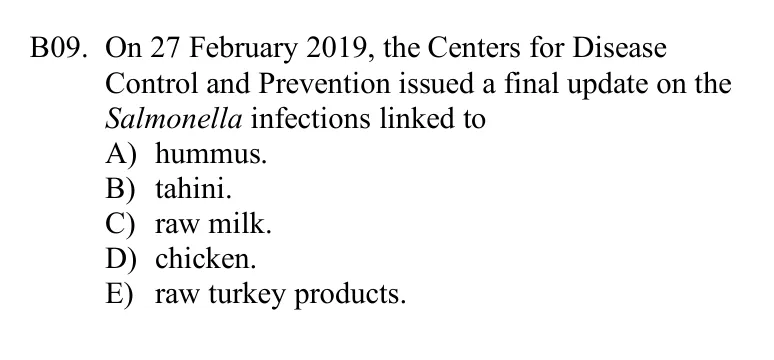 B09. On 27 February 2019, the Centers for Disease
Control and Prevention issued a final update on the
Salmonella infections linked to
A) hummus.
B) tahini.
C) raw milk.
D) chicken.
E) raw turkey products.